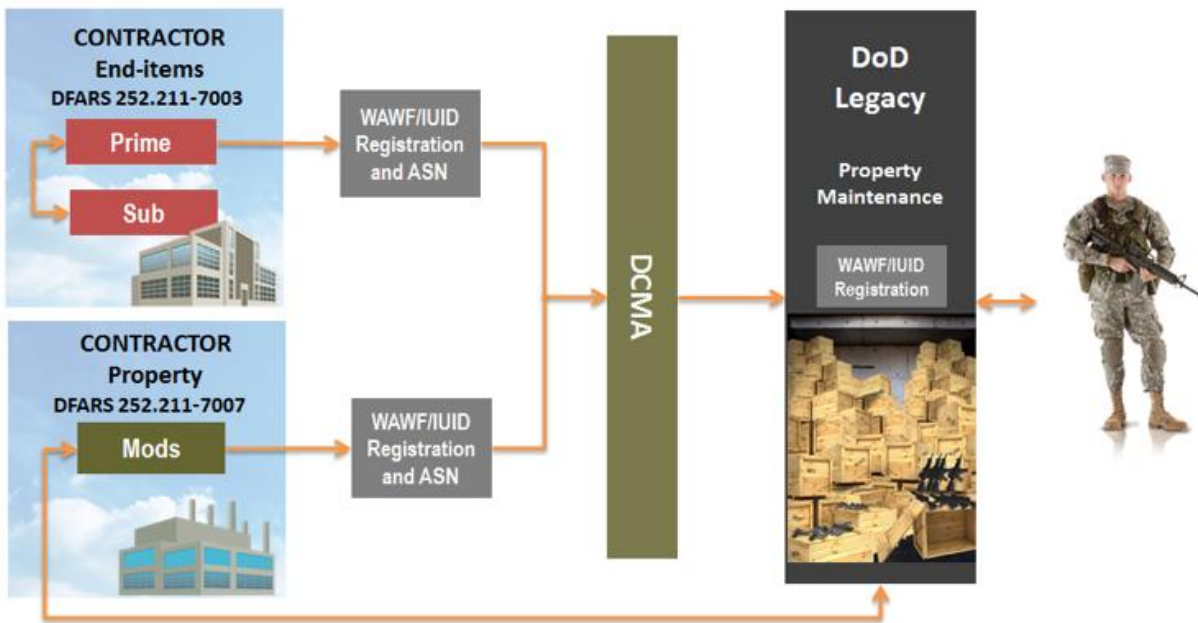 CONTRACTOR
End-items
DFARS 252.211-7003
Prime
Sub
WAWF/IUID
Registration
and ASN
CONTRACTOR
Property
DFARS 252.211-7007
Mods
WAWF/IUID
Registration
and ASN
DCMA
DoD
Legacy
Property
Maintenance
WAWF/IUID
Registration